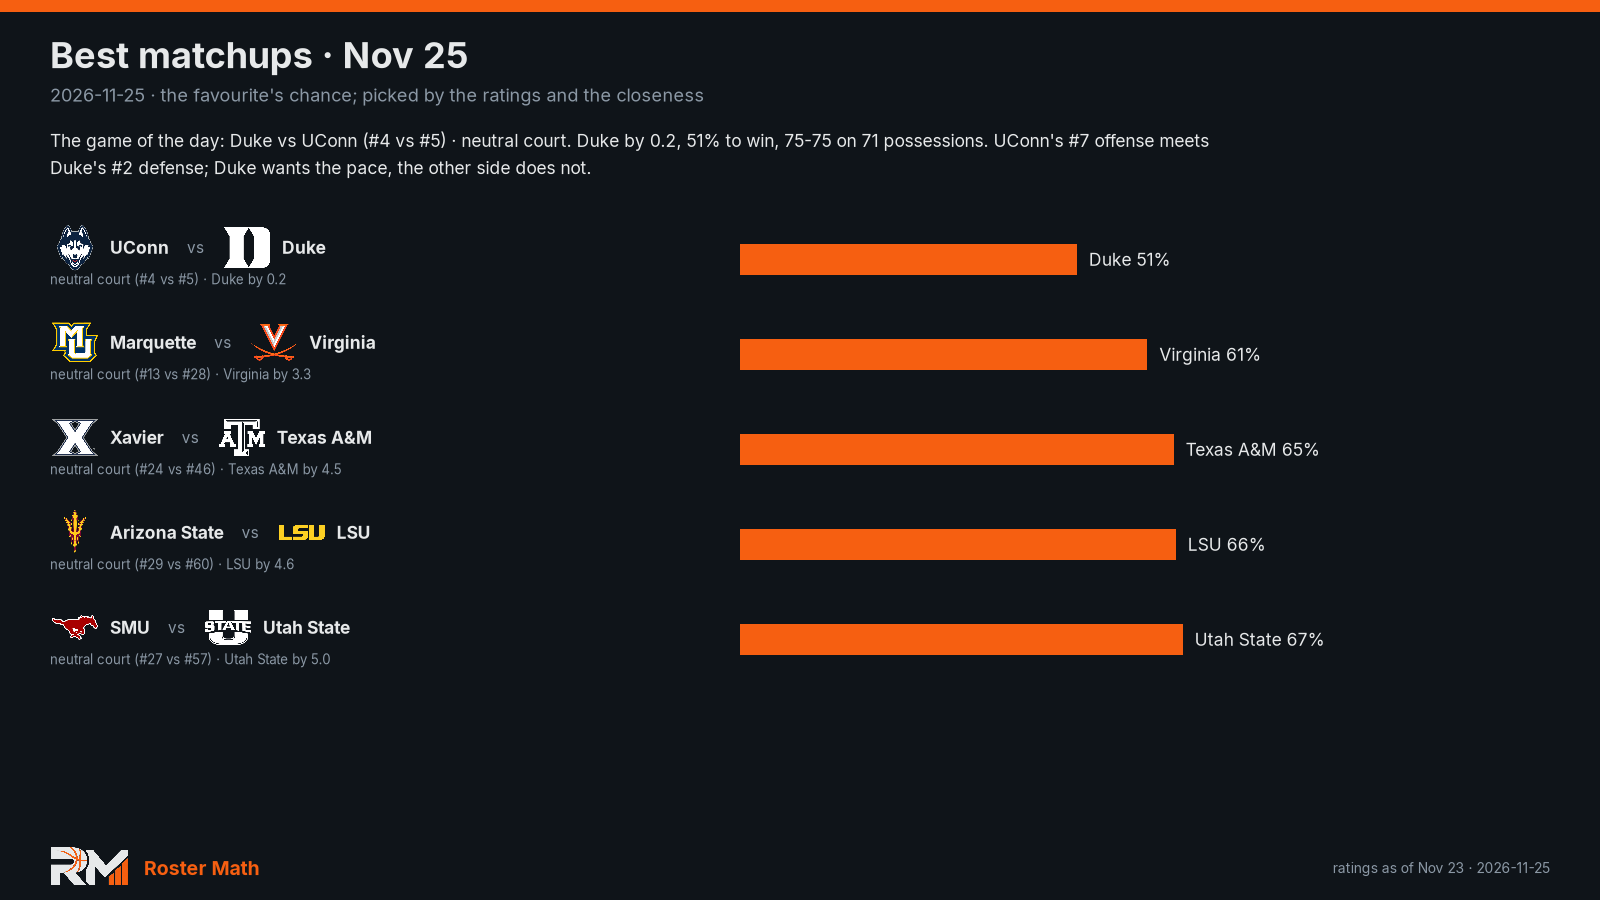 Best matchups · Nov 25
2026-11-25 · the favourite's chance; picked by the ratings and the closeness
The game of the day: Duke vs UConn (#4 vs #5) · neutral court. Duke by 0.2, 51% to win, 75-75 on 71 possessions. UConn's #7 offense meets
Duke's #2 defense; Duke wants the pace, the other side does not.
UConn vs D Duke
neutral court (#4 vs #5) · Duke by 0.2
Duke 51%
MU Marquette vs V Virginia
neutral court (#13 vs #28) · Virginia by 3.3
Virginia 61%
X Xavier vs ATM Texas A&M
neutral court (#24 vs #46) · Texas A&M by 4.5
Texas A&M 65%
Arizona State vs LSU LSU
neutral court (#29 vs #60) · LSU by 4.6
LSU 66%
SMU vs U STATE Utah State
neutral court (#27 vs #57) · Utah State by 5.0
Utah State 67%
RM Roster Math
ratings as of Nov 23 · 2026-11-25